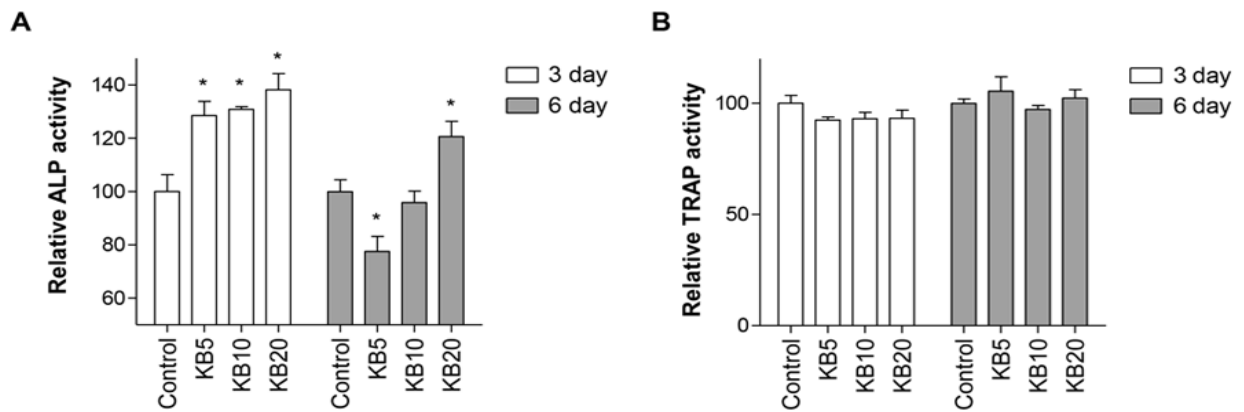 A
Relative ALP activity
140
120
100
80
60
*
*
*
*
*
Control
KB5
KB10
KB20
Control
KB5
KB10
KB20
3 day
6 day
B
Relative TRAP activity
100
50
0
Control
KB5
KB10
KB20
Control
KB5
KB10
KB20
3 day
6 day